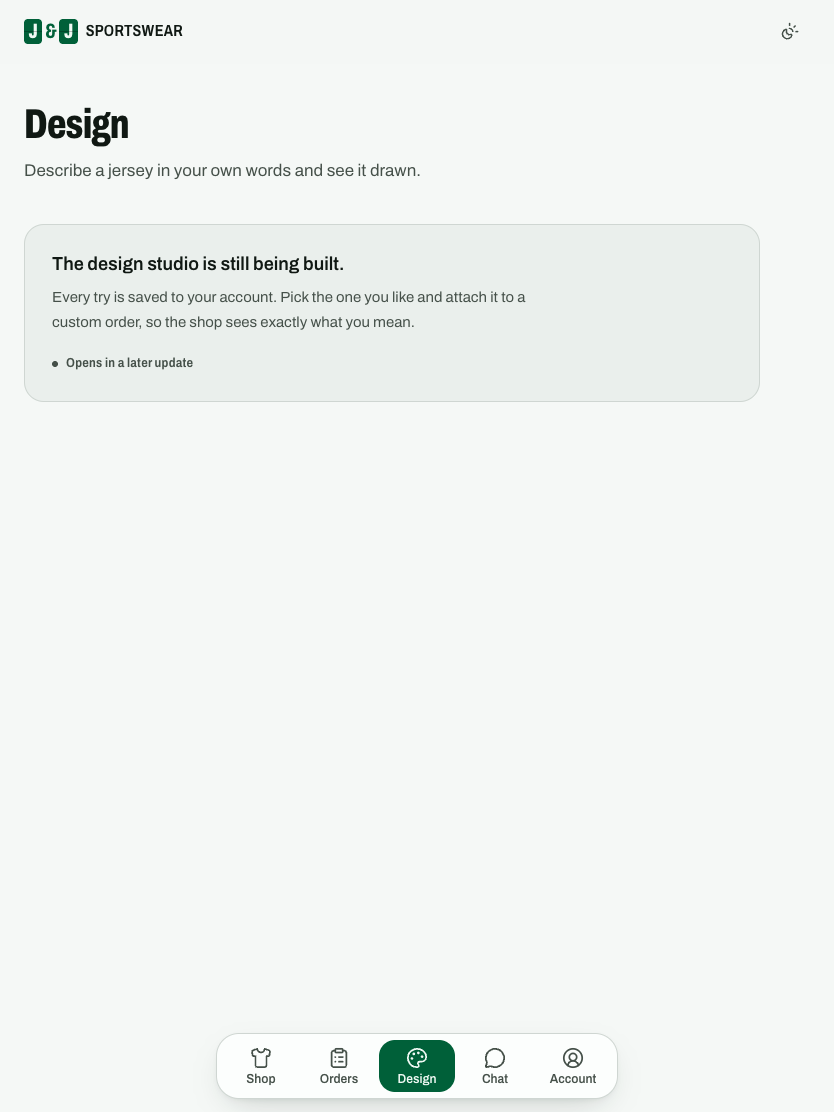 J & J SPORTSWEAR
Design
Describe a jersey in your own words and see it drawn.
The design studio is still being built.
Every try is saved to your account. Pick the one you like and attach it to a
custom order, so the shop sees exactly what you mean.
Opens in a later update
Shop Orders Design Chat Account